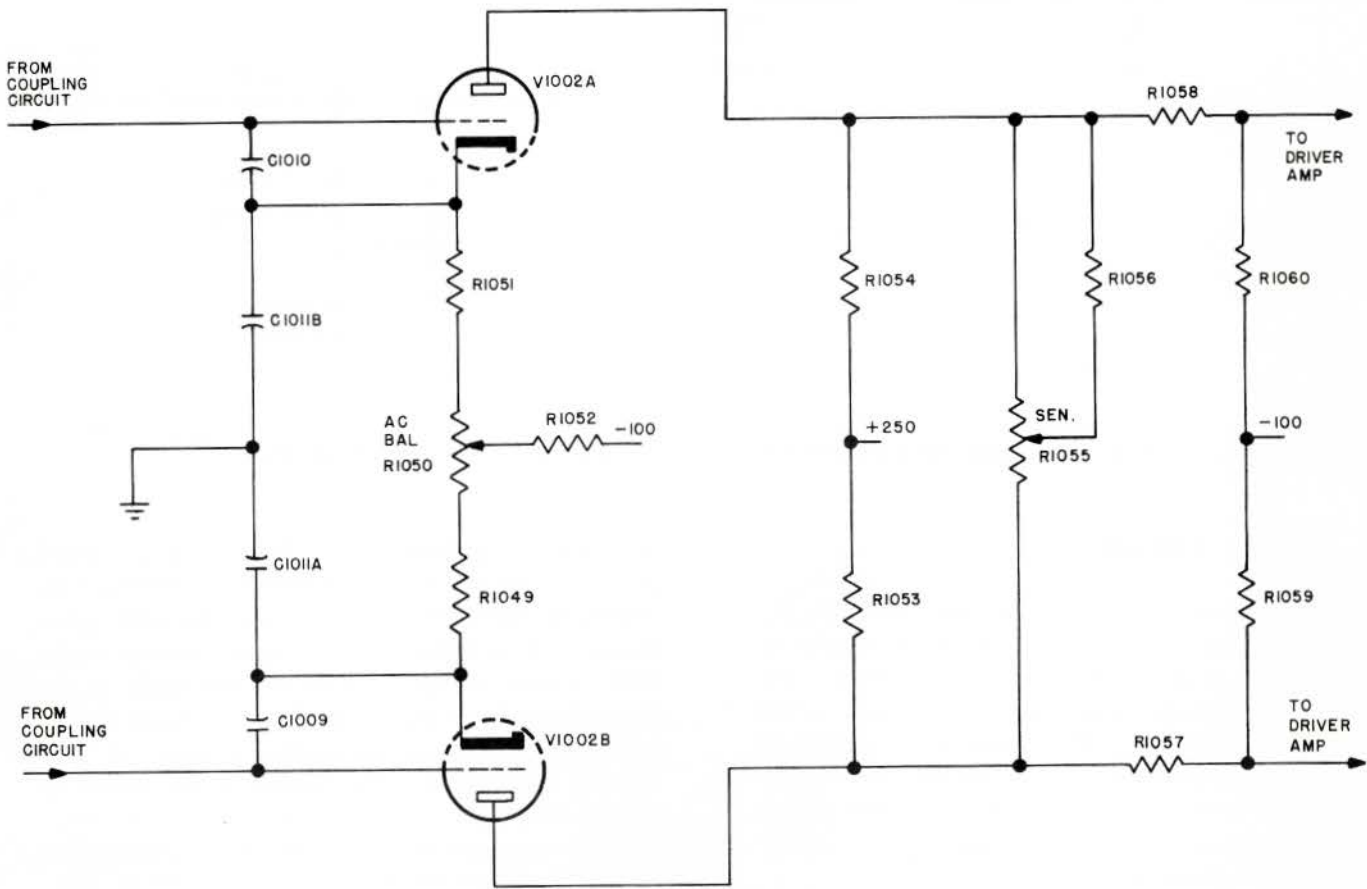 FROM
COUPLING
CIRCUIT
V1002A
R1058
TO
DRIVER
AMP
C1010
R1051
R1054
R1056
R1060
C1011B
AC
BAL
R1050
R1052
-100
+250
SEN.
R1055
-100
C1011A
R1049
R1053
R1059
FROM
COUPLING
CIRCUIT
C1009
V1002B
R1057
TO
DRIVER
AMP